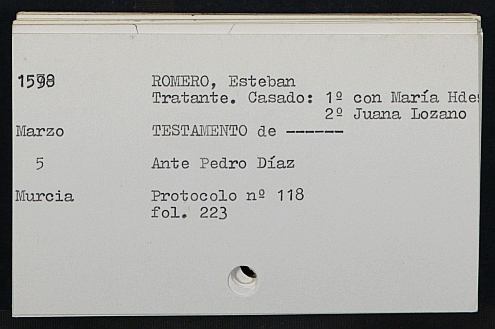 1598 ROMERO, Esteban
Tratante. Casado: 1º con María Hdes
2º Juana Lozano
Marzo TESTAMENTO de ------
5 Ante Pedro Díaz
Murcia Protocolo nº 118
fol. 223